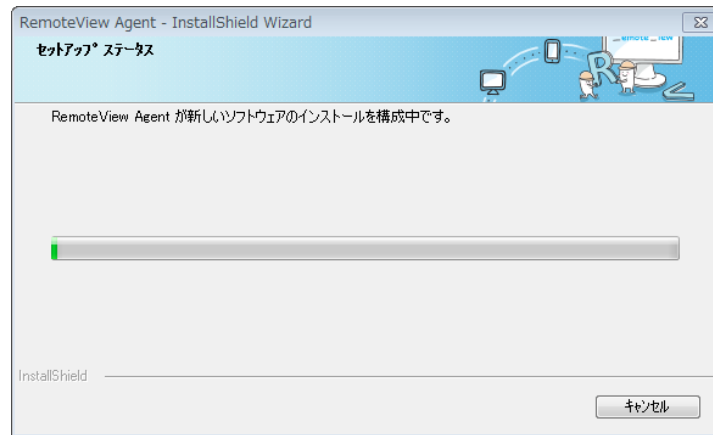 RemoteView Agent - InstallShield Wizard
セットアップ ステータス
_emote _iew
R
RemoteView Agent が新しいソフトウェアのインストールを構成中です。
InstallShield
キャンセル